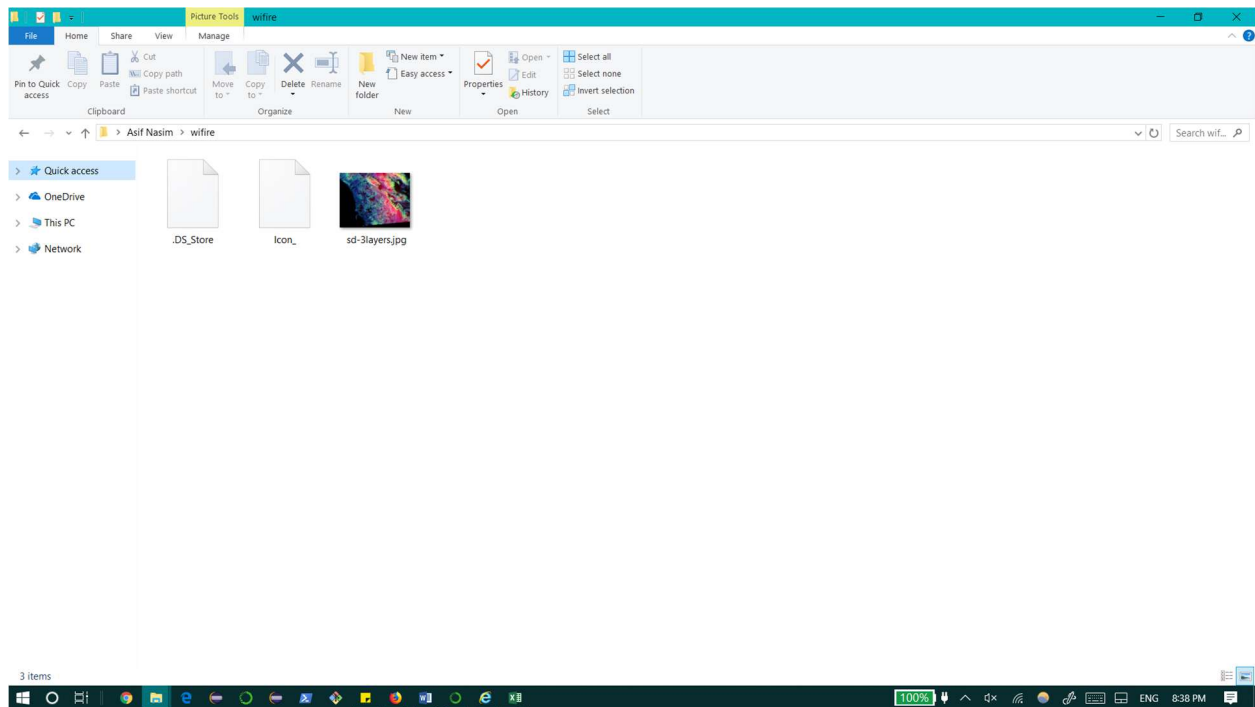 Picture Tools wifire
File Home Share View Manage
Pin to Quick access
Copy
Paste
Cut
Copy path
Paste shortcut
Clipboard
Move to
Copy to
Delete
Rename
Organize
New folder
New item
Easy access
New
Properties
Open
Edit
History
Open
Select all
Select none
Invert selection
Select
Asif Nasim > wifire
Search wif...
Quick access
OneDrive
This PC
Network
.DS_Store
Icon_
sd-3layers.jpg
3 items
100% ENG 8:38 PM